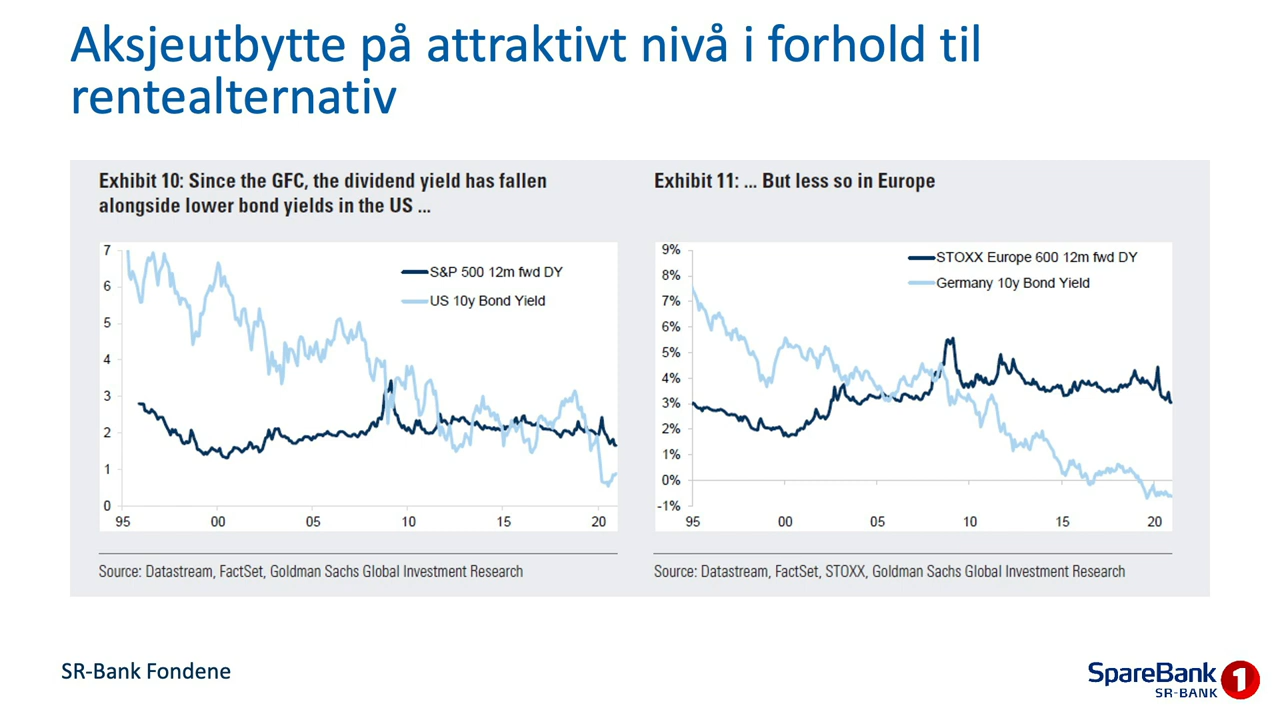 Aksjeutbytte på attraktivt nivå i forhold til
rentealternativ
Exhibit 10: Since the GFC, the dividend yield has fallen
alongside lower bond yields in the US ...
7
6
5
4
3
2
1
0
S&P 500 12m fwd DY
US 10y Bond Yield
95 00 05 10 15 20
Source: Datastream, FactSet, Goldman Sachs Global Investment Research
Exhibit 11: ... But less so in Europe
9%
8%
7%
6%
5%
4%
3%
2%
1%
0%
-1%
STOXX Europe 600 12m fwd DY
Germany 10y Bond Yield
95 00 05 10 15 20
Source: Datastream, FactSet, STOXX, Goldman Sachs Global Investment Research
SR-Bank Fondene
SpareBank 1
SR-BANK